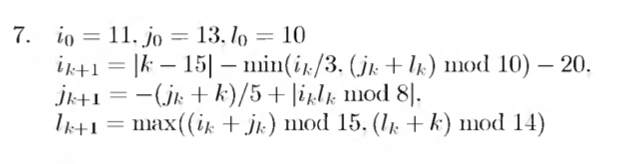 7. i₀ = 11, j₀ = 13, l₀ = 10
iₖ₊₁ = |k − 15| − min(iₖ/3, (jₖ + lₖ) mod 10) − 20,
jₖ₊₁ = −(jₖ + k)/5 + |iₖlₖ mod 8|,
lₖ₊₁ = max((iₖ + jₖ) mod 15, (lₖ + k) mod 14)